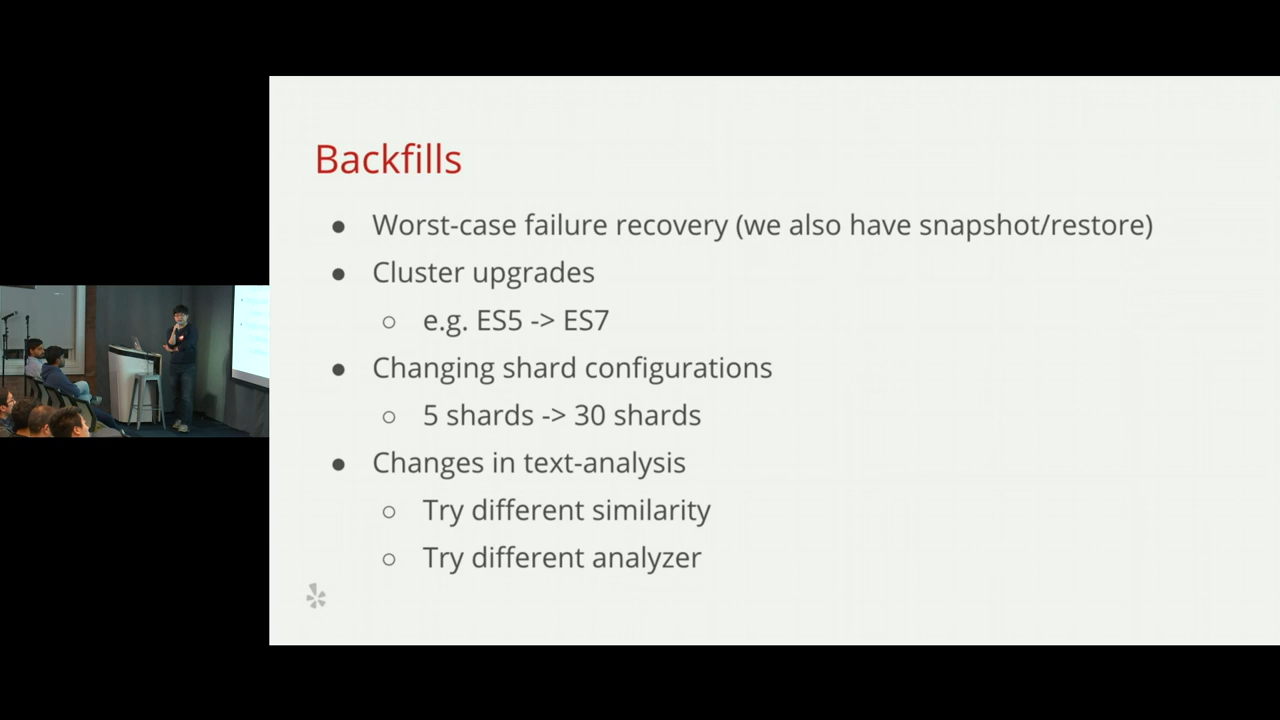 Backfills
● Worst-case failure recovery (we also have snapshot/restore)
● Cluster upgrades
○ e.g. ES5 -> ES7
● Changing shard configurations
○ 5 shards -> 30 shards
● Changes in text-analysis
○ Try different similarity
○ Try different analyzer